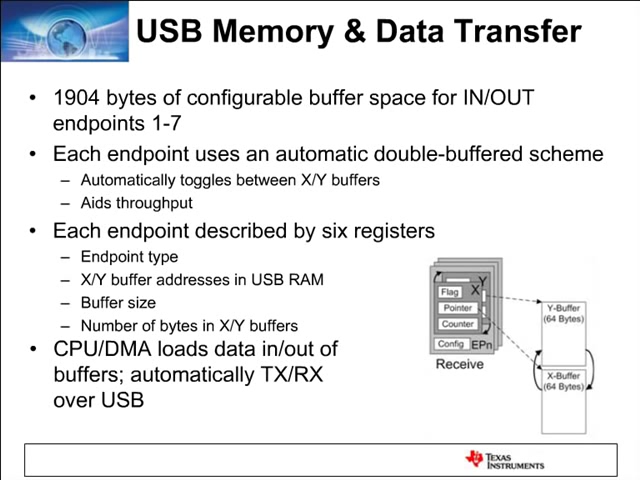 USB Memory & Data Transfer
• 1904 bytes of configurable buffer space for IN/OUT
endpoints 1-7
• Each endpoint uses an automatic double-buffered scheme
– Automatically toggles between X/Y buffers
– Aids throughput
• Each endpoint described by six registers
– Endpoint type
– X/Y buffer addresses in USB RAM
– Buffer size
– Number of bytes in X/Y buffers
• CPU/DMA loads data in/out of
buffers; automatically TX/RX
over USB
Y
X
Flag
Pointer
Counter
Config EPn
Receive
Y-Buffer
(64 Bytes)
X-Buffer
(64 Bytes)
TEXAS
INSTRUMENTS